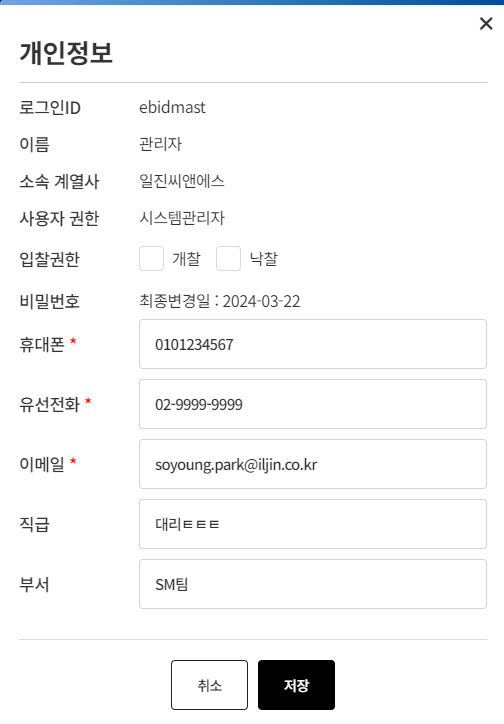 개인정보
로그인ID ebidmast
이름 관리자
소속 계열사 일진씨앤에스
사용자 권한 시스템관리자
입찰권한 개찰 낙찰
비밀번호 최종변경일 : 2024-03-22
휴대폰 * 0101234567
유선전화 * 02-9999-9999
이메일 * soyoung.park@iljin.co.kr
직급 대리ㅌㅌㅌ
부서 SM팀
취소 저장